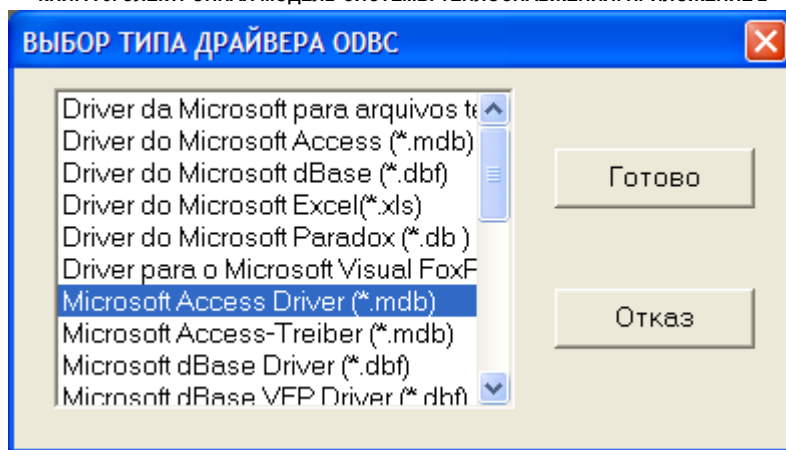 ВЫБОР ТИПА ДРАЙВЕРА ODBC
Driver da Microsoft para arquivos te
Driver do Microsoft Access (*.mdb)
Driver do Microsoft dBase (*.dbf)
Driver do Microsoft Excel(*.xls)
Driver do Microsoft Paradox (*.db )
Driver para o Microsoft Visual FoxP
Microsoft Access Driver (*.mdb)
Microsoft Access-Treiber (*.mdb)
Microsoft dBase Driver (*.dbf)
Microsoft dBase VFP Driver (*.dbf)
Готово
Отказ